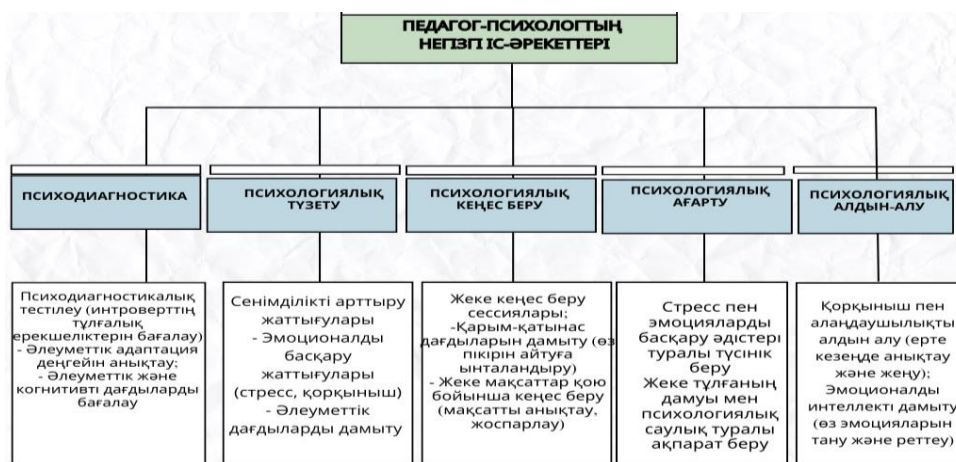 ПЕДАГОГ-ПСИХОЛОГТЫҢ
НЕГІЗГІ ІС-ӘРЕКЕТТЕРІ
ПСИХОДИАГНОСТИКА
ПСИХОЛОГИЯЛЫҚ
ТҮЗЕТУ
ПСИХОЛОГИЯЛЫҚ
КЕҢЕС БЕРУ
ПСИХОЛОГИЯЛЫҚ
АҒАРТУ
ПСИХОЛОГИЯЛЫҚ
АЛДЫН-АЛУ
Психодиагностикалық
тестілеу (интроверттің
тұлғалық
ерекшеліктерін бағалау)
- Әлеуметтік адаптация
деңгейін анықтау;
- Әлеуметтік және
когнитивті дағдыларды
бағалау
Сенімділікті арттыру
жаттығулары
- Эмоционалды
басқару
жаттығулары
(стресс, қорқыныш)
- Әлеуметтік
дағдыларды дамыту
Жеке кеңес беру
сессиялары;
-Қарым-қатынас
дағдыларын дамыту (өз
пікірін айтуға
ынталандыру)
- Жеке мақсаттар қою
бойынша кеңес беру
(мақсатты анықтау,
жоспарлау)
Стресс пен
эмоцияларды
басқару әдістері
туралы түсінік
беру
Жеке тұлғаның
дамуы мен
психологиялық
саулық туралы
ақпарат беру
Қорқыныш пен
алаңдаушылықты
алдын алу (ерте
кезеңде анықтау
және жеңу);
Эмоционалды
интеллекті дамыту
(өз эмоцияларын
тану және реттеу)